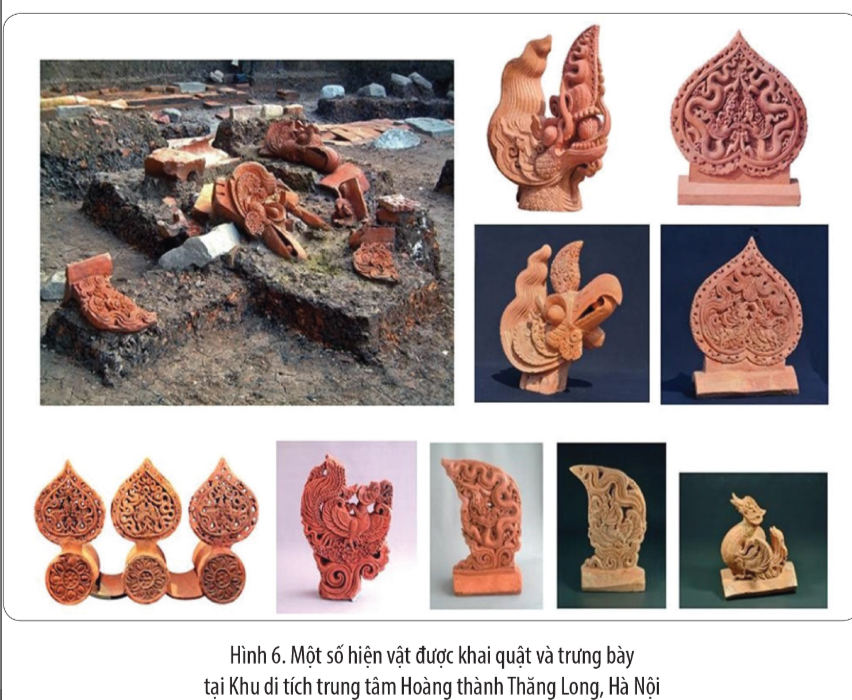 Hình 6. Một số hiện vật được khai quật và trưng bày
tại Khu di tích trung tâm Hoàng thành Thăng Long, Hà Nội